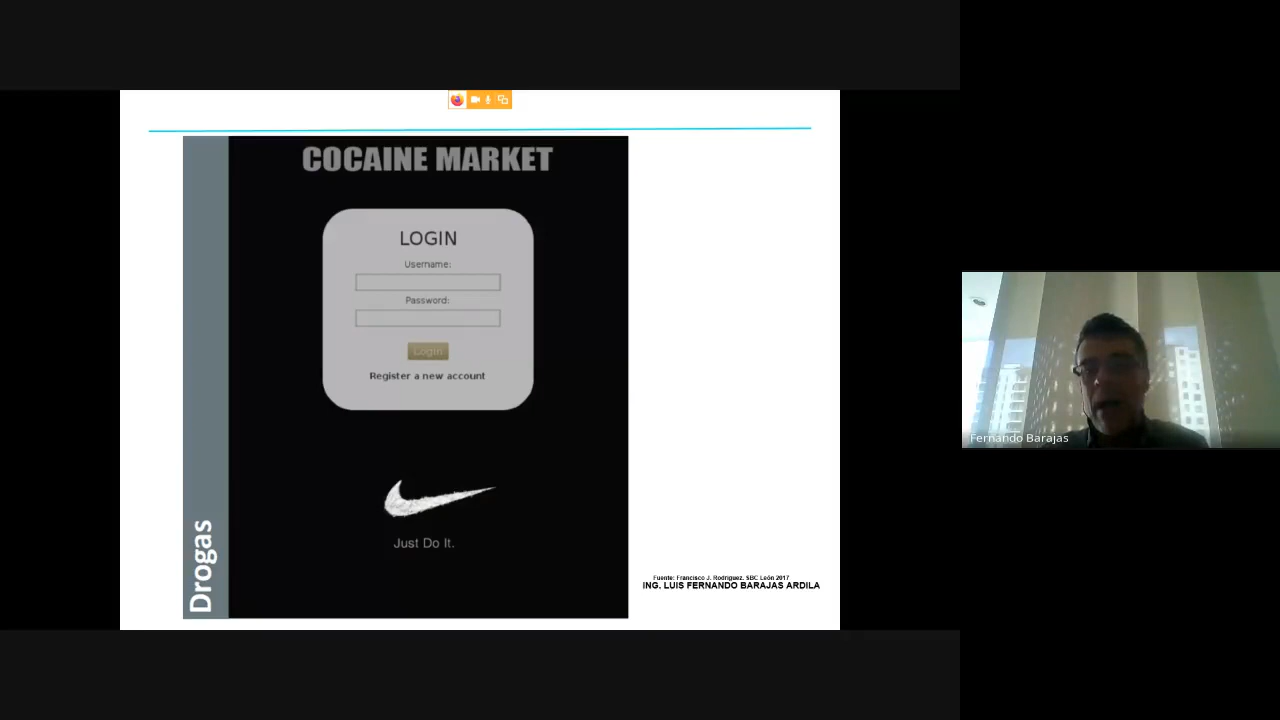 COCAINE MARKET
LOGIN
Username:
Password:
Login
Register a new account
Just Do It.
Drogas
Fuente: Francisco J. Rodriguez. SBC León 2017
ING. LUIS FERNANDO BARAJAS ARDILA
Fernando Barajas